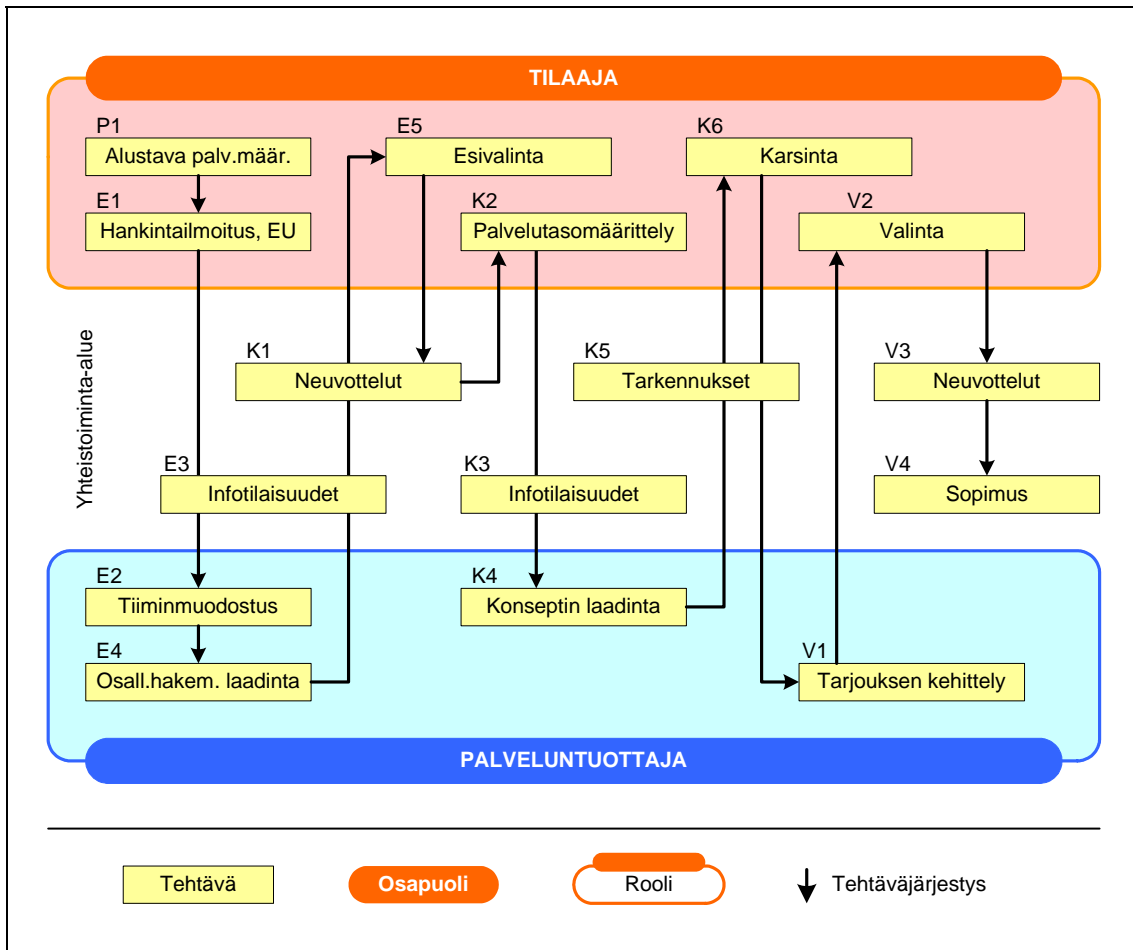 TILAAJA
P1
Alustava palv.määr.
E5
Esivalinta
K6
Karsinta
E1
Hankintailmoitus, EU
K2
Palvelutasomäärittely
V2
Valinta
Yhteistoiminta-alue
K1
Neuvottelut
K5
Tarkennukset
V3
Neuvottelut
E3
Infotilaisuudet
K3
Infotilaisuudet
V4
Sopimus
E2
Tiiminmuodostus
K4
Konseptin laadinta
E4
Osall.hakem. laadinta
V1
Tarjouksen kehittely
PALVELUNTUOTTAJA
Tehtävä
Osapuoli
Rooli
Tehtäväjärjestys